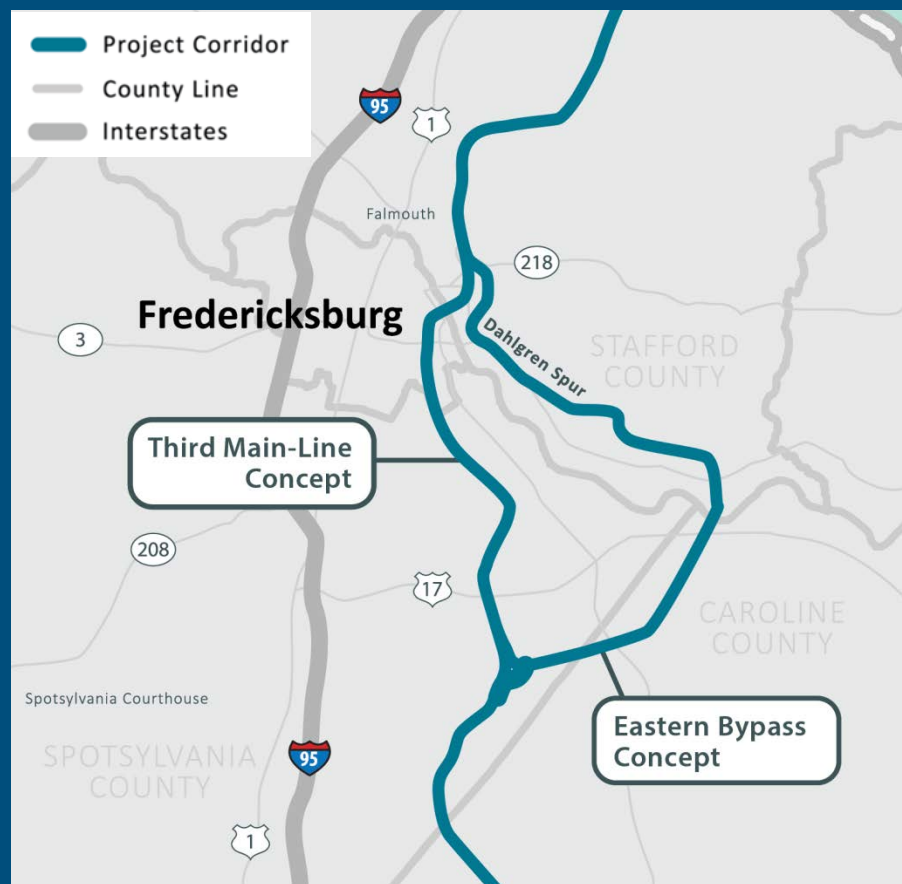 Project Corridor
County Line
Interstates
95
1
Falmouth
218
Fredericksburg
3
Dahlgren Spur
STAFFORD
COUNTY
Third Main-Line
Concept
208
17
CAROLINE
COUNTY
Spotsylvania Courthouse
Eastern Bypass
Concept
SPOTSYLVANIA
COUNTY
95
1